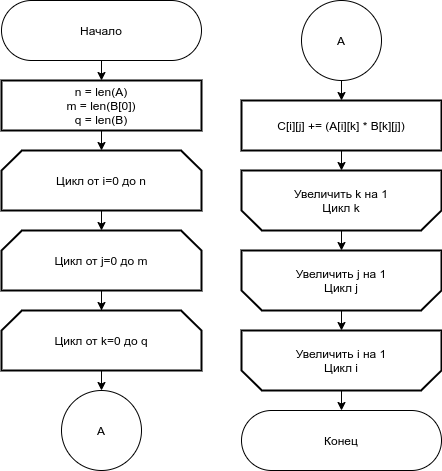 Начало
n = len(A)
m = len(B[0])
q = len(B)
Цикл от i=0 до n
Цикл от j=0 до m
Цикл от k=0 до q
A
A
C[i][j] += (A[i][k] * B[k][j])
Увеличить k на 1
Цикл k
Увеличить j на 1
Цикл j
Увеличить i на 1
Цикл i
Конец